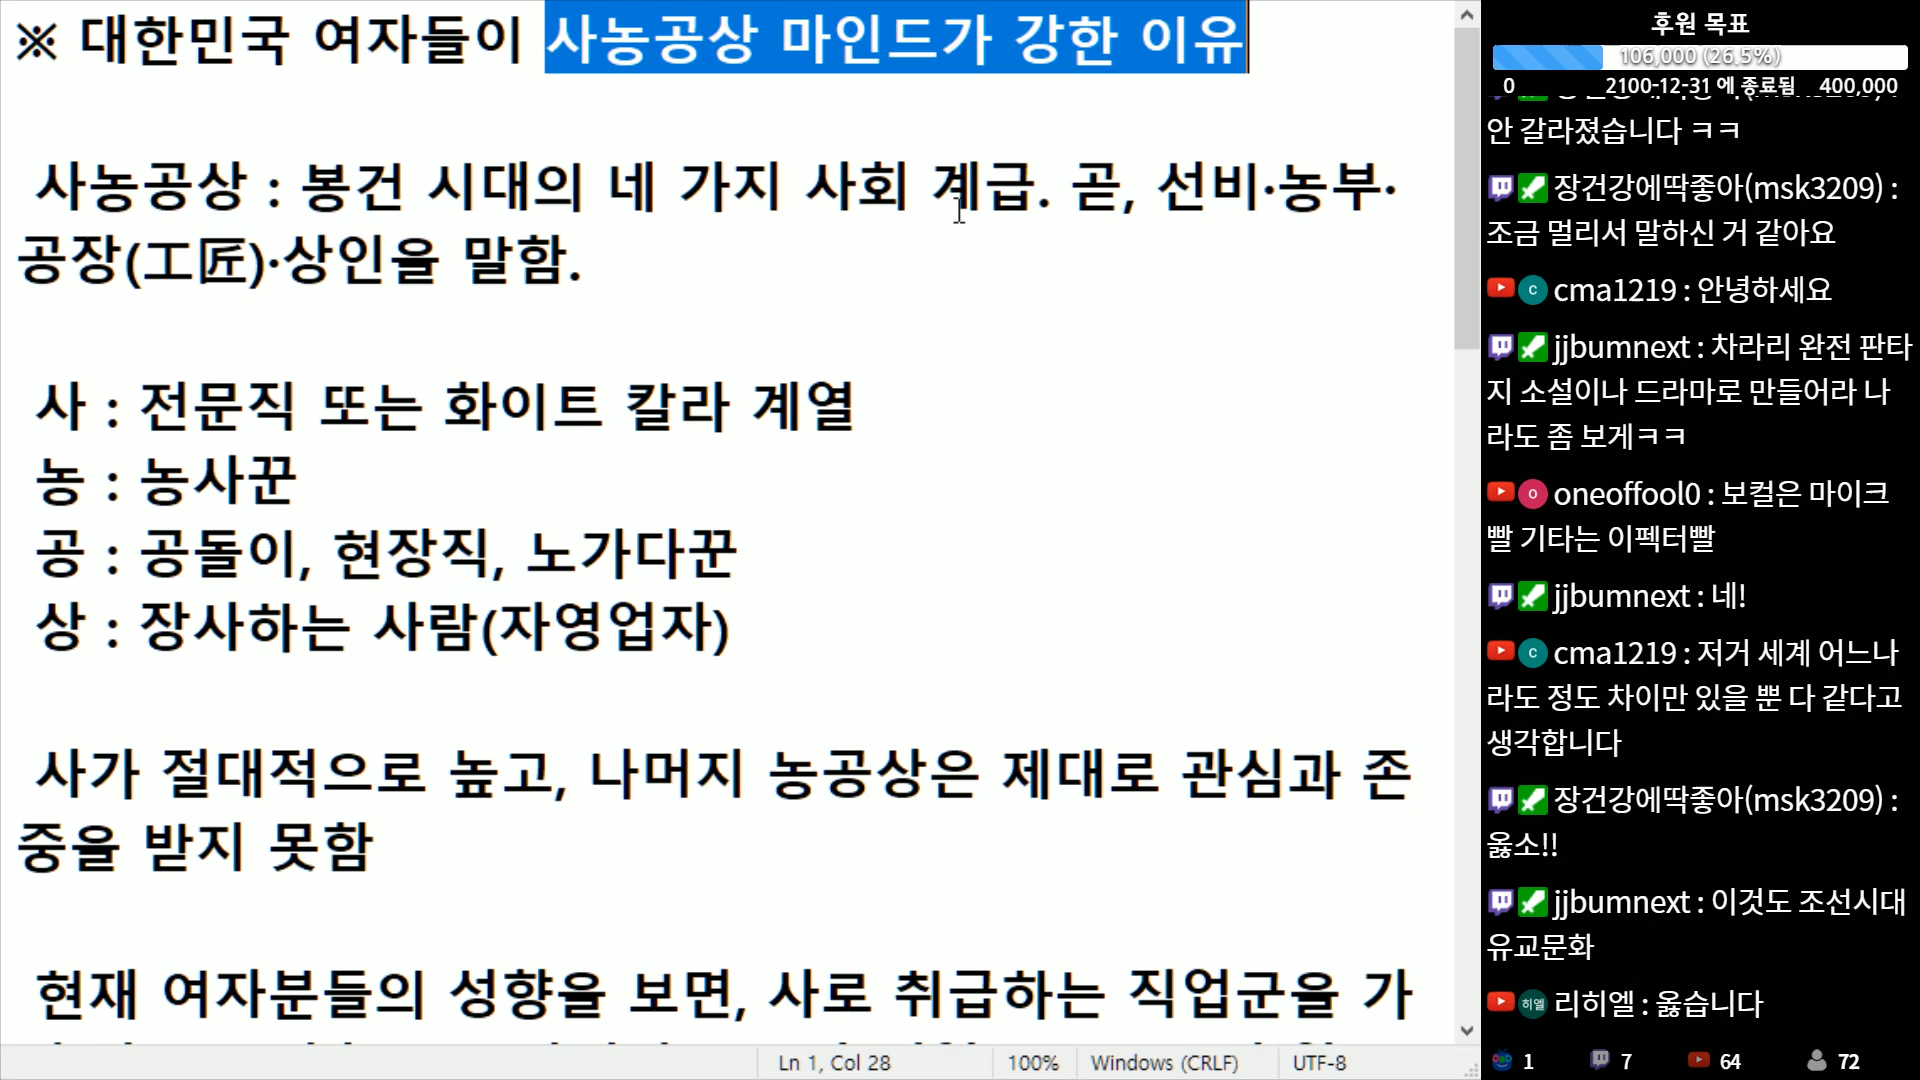 ※ 대한민국 여자들이 사농공상 마인드가 강한 이유
사농공상 : 봉건 시대의 네 가지 사회 계급. 곧, 선비·농부·
공장(工匠)·상인을 말함.
사 : 전문직 또는 화이트 칼라 계열
농 : 농사꾼
공 : 공돌이, 현장직, 노가다꾼
상 : 장사하는 사람(자영업자)
사가 절대적으로 높고, 나머지 농공상은 제대로 관심과 존
중을 받지 못함
현재 여자분들의 성향을 보면, 사로 취급하는 직업군을 가
Ln 1, Col 28
100%
Windows (CRLF)
UTF-8
후원 목표
106,000 (26.5%)
0 2100-12-31 에 종료됨 400,000
안 갈라졌습니다 ㅋㅋ
장건강에딱좋아(msk3209) :
조금 멀리서 말하신 거 같아요
c cma1219 : 안녕하세요
jjbumnext : 차라리 완전 판타
지 소설이나 드라마로 만들어라 나
라도 좀 보게ㅋㅋ
o oneoffool0 : 보컬은 마이크
빨 기타는 이펙터빨
jjbumnext : 네!
c cma1219 : 저거 세계 어느나
라도 정도 차이만 있을 뿐 다 같다고
생각합니다
장건강에딱좋아(msk3209) :
옳소!!
jjbumnext : 이것도 조선시대
유교문화
히엘 리히엘 : 옳습니다
1 7 64 72